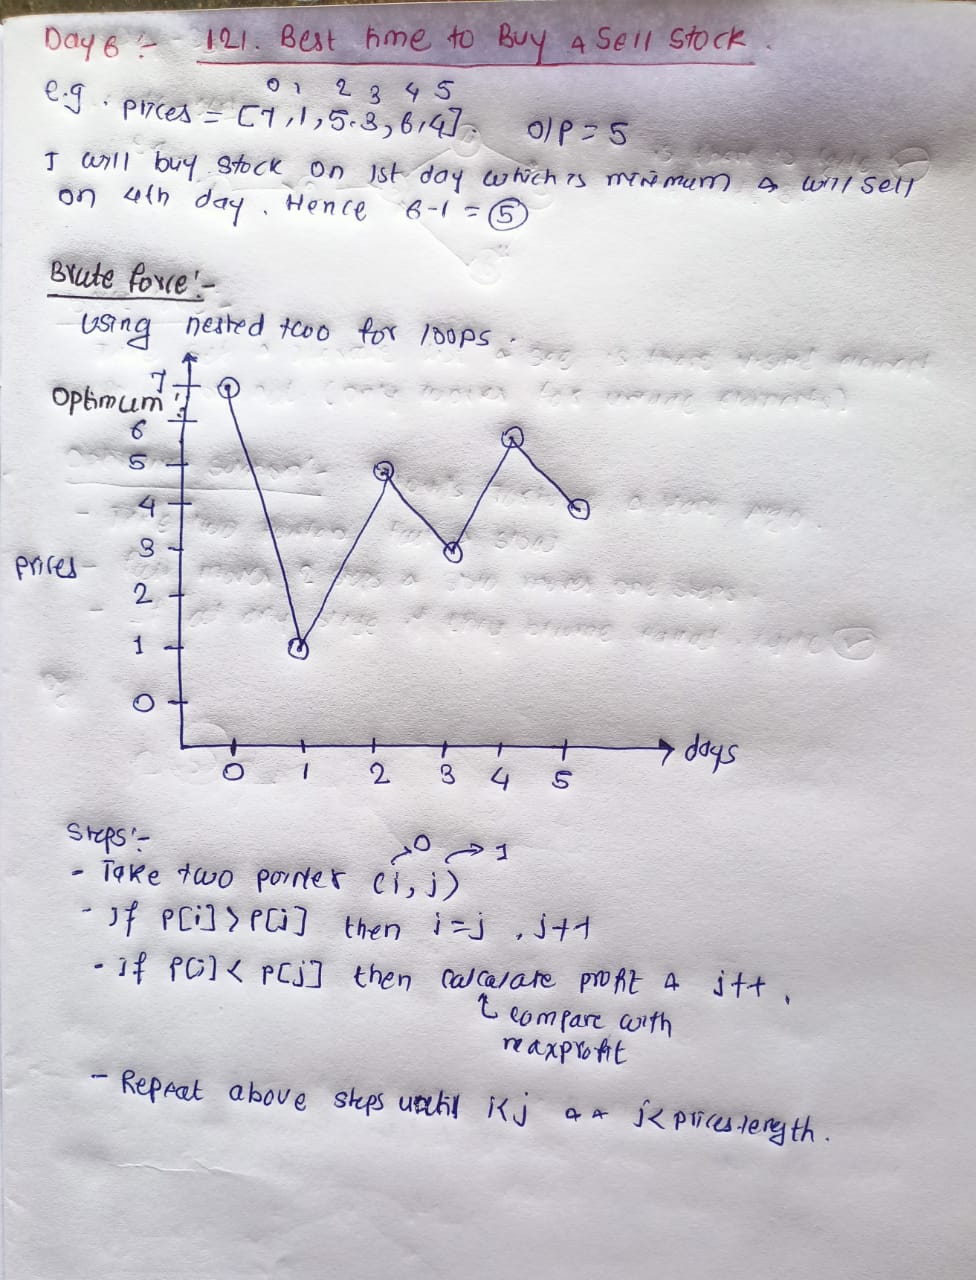 Day 6 :- 121. Best time to Buy & Sell Stock.
0 1 2 3 4 5
e.g. prices = [7,1,5,3,6,4]. O/P = 5
I will buy stock on 1st day which is minimum & will sell
on 4th day. Hence 6-1 = 5
Brute force:-
Using nested two for loops.
Optimum :-
7
6
5
4
3
2
1
0
prices
0 1 2 3 4 5
days
Steps:-
0 1
- Take two pointer (i, j)
- If P[i] > P[j] then i=j, j++
- if P[i] < P[j] then calculate profit & j++,
compare with
maxprofit
- Repeat above steps until i<j && j< prices.length.